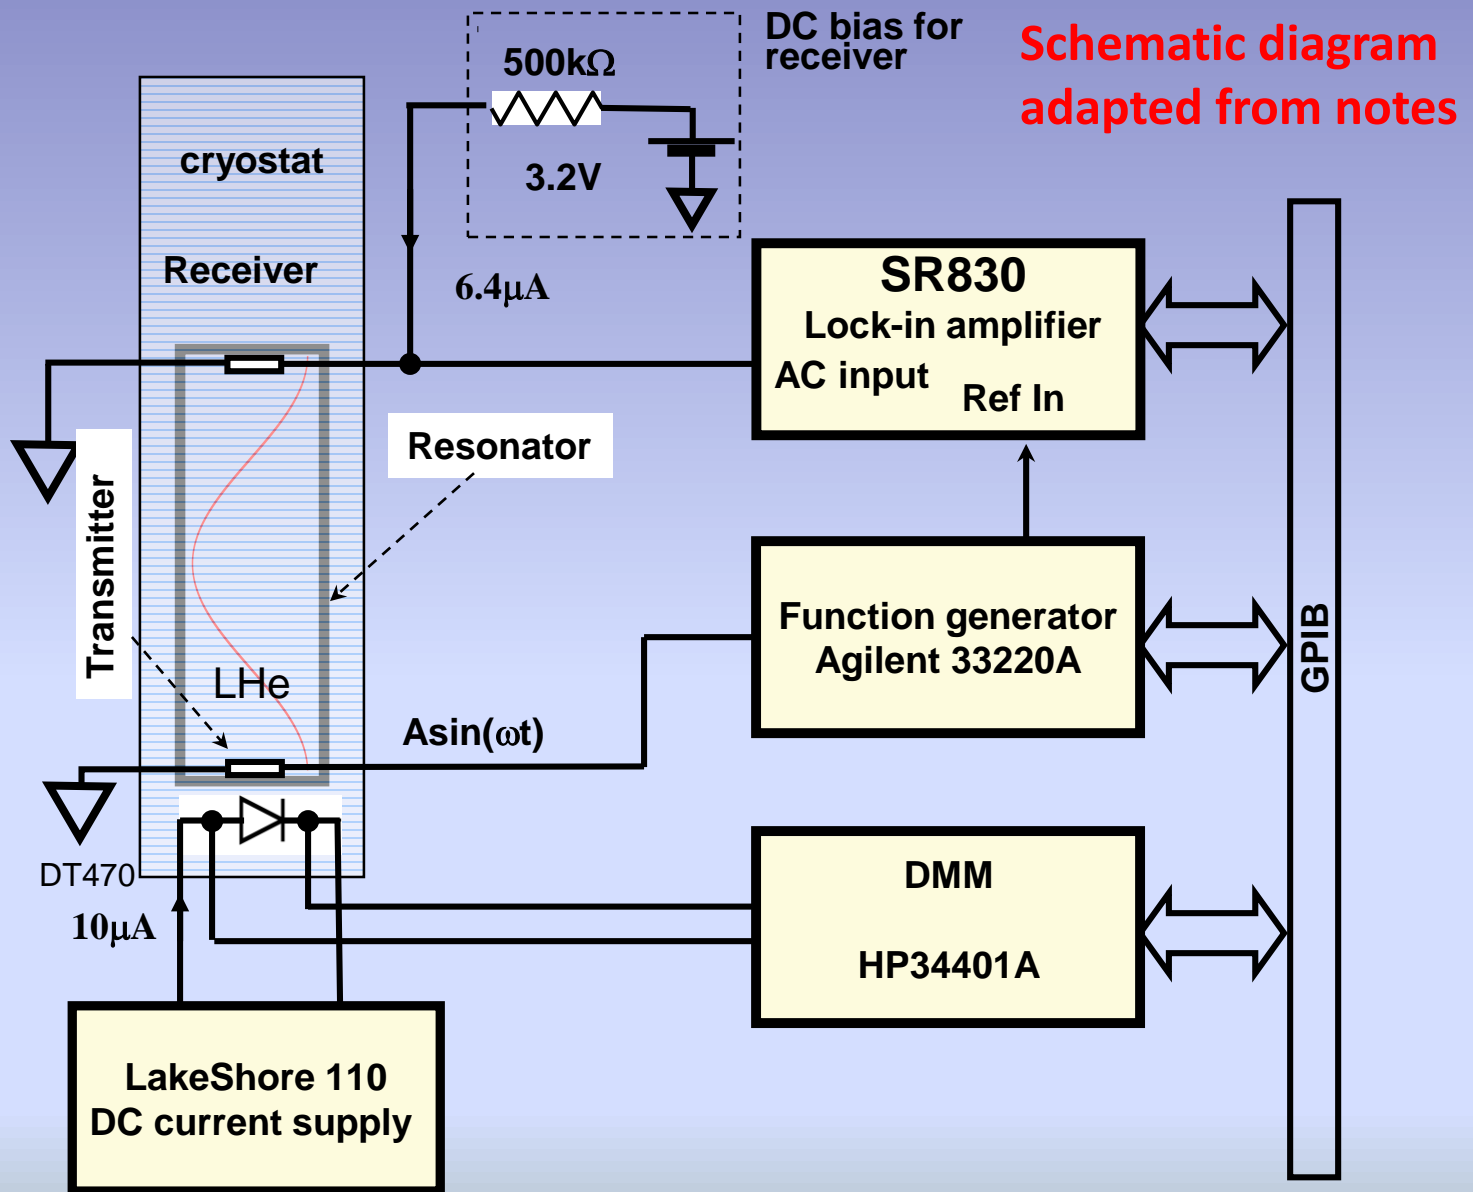 DC bias for
receiver
Schematic diagram
adapted from notes
500kΩ
3.2V
cryostat
Receiver
6.4μA
SR830
Lock-in amplifier
AC input
Ref In
Resonator
Transmitter
LHe
Asin(ωt)
Function generator
Agilent 33220A
GPIB
DT470
10μA
DMM
HP34401A
LakeShore 110
DC current supply